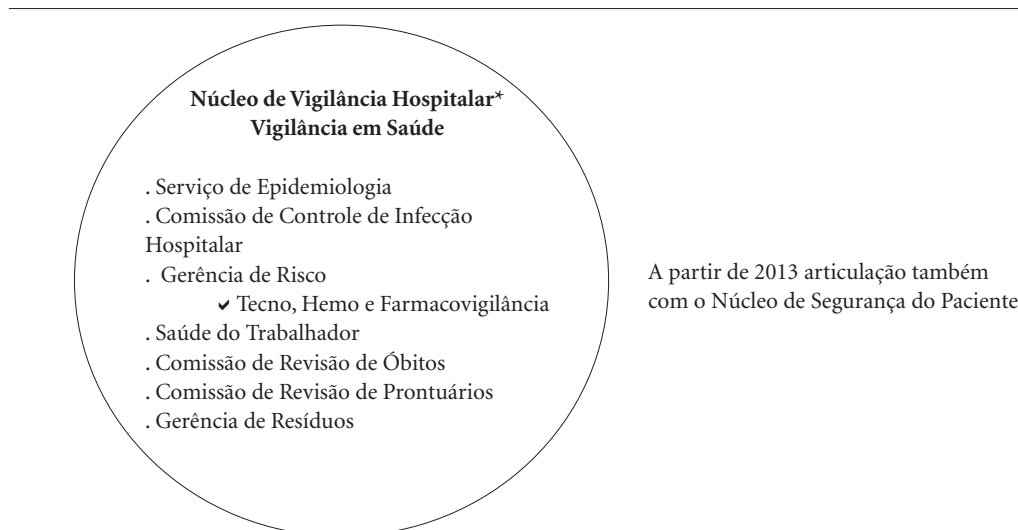 Núcleo de Vigilância Hospitalar*
Vigilância em Saúde
. Serviço de Epidemiologia
. Comissão de Controle de Infecção
Hospitalar
. Gerência de Risco
✔ Tecno, Hemo e Farmacovigilância
. Saúde do Trabalhador
. Comissão de Revisão de Óbitos
. Comissão de Revisão de Prontuários
. Gerência de Resíduos
A partir de 2013 articulação também
com o Núcleo de Segurança do Paciente